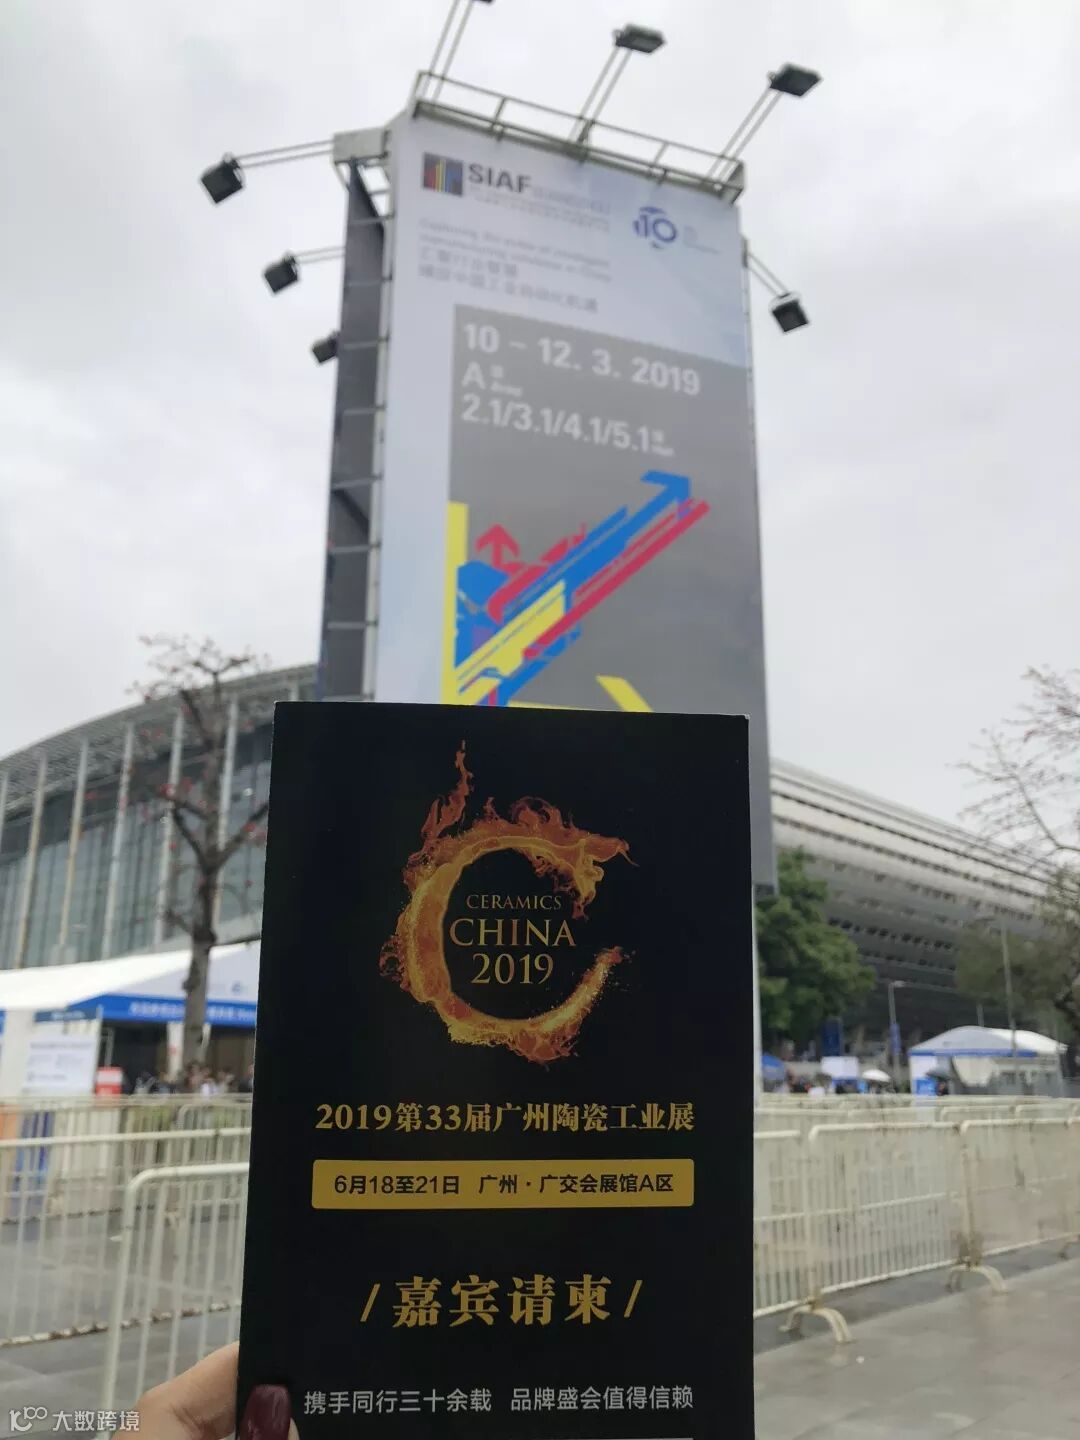 SIAF
10 – 12. 3. 2019
A
2.1/3.1/4.1/5.1
CERAMICS
CHINA
2019
2019第33届广州陶瓷工业展
6月18至21日 广州·广交会展馆A区
/嘉宾请柬/
携手同行三十余载 品牌盛会值得信赖
大数跨境